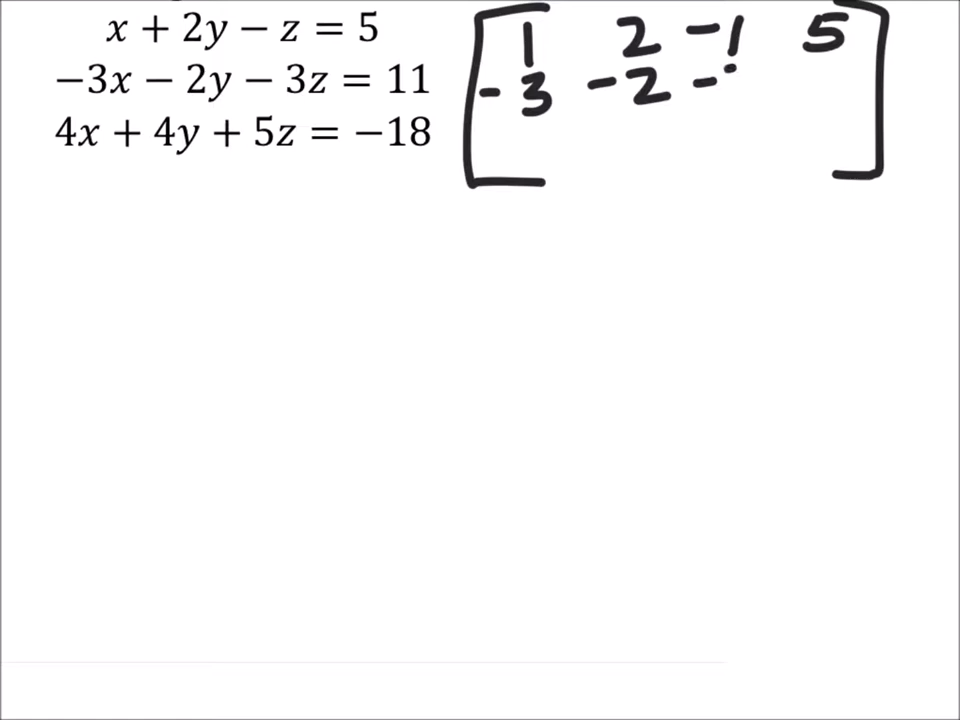 x + 2y − z = 5
−3x − 2y − 3z = 11
4x + 4y + 5z = −18
1 2 -1 5
-3 -2 -